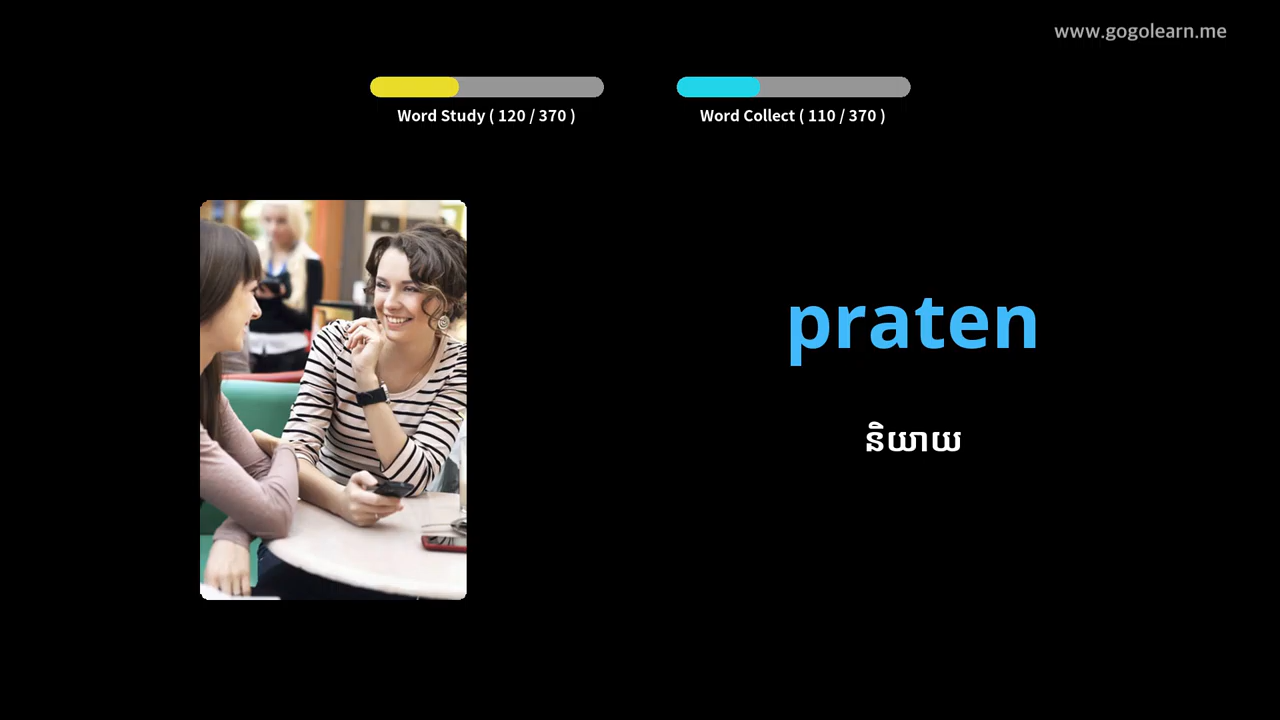 www.gogolearn.me
Word Study ( 120 / 370 )
Word Collect ( 110 / 370 )
praten
និយាយ